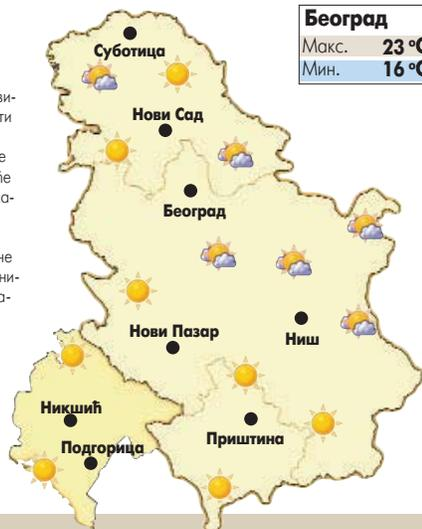 Београд
Макс. 23 °C
Мин. 16 °C
Суботица
Нови Сад
Београд
Нови Пазар
Ниш
Никшић
Приштина
Подгорица